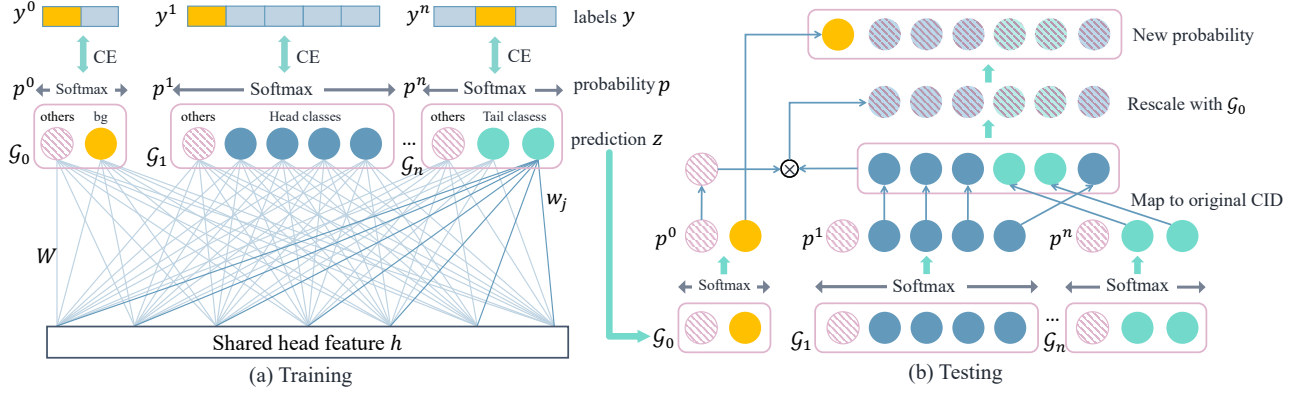 y⁰ y¹ yⁿ labels y
CE CE CE
p⁰ Softmax p¹ Softmax pⁿ Softmax probability p
others bg others Head classes others Tail clasess
𝒢₀ 𝒢₁ ... 𝒢ₙ prediction z
W w_j
Shared head feature h
(a) Training
New probability
Rescale with 𝒢₀
Map to original CID
p⁰ p¹ pⁿ
Softmax Softmax Softmax
𝒢₀ 𝒢₁ ... 𝒢ₙ
(b) Testing